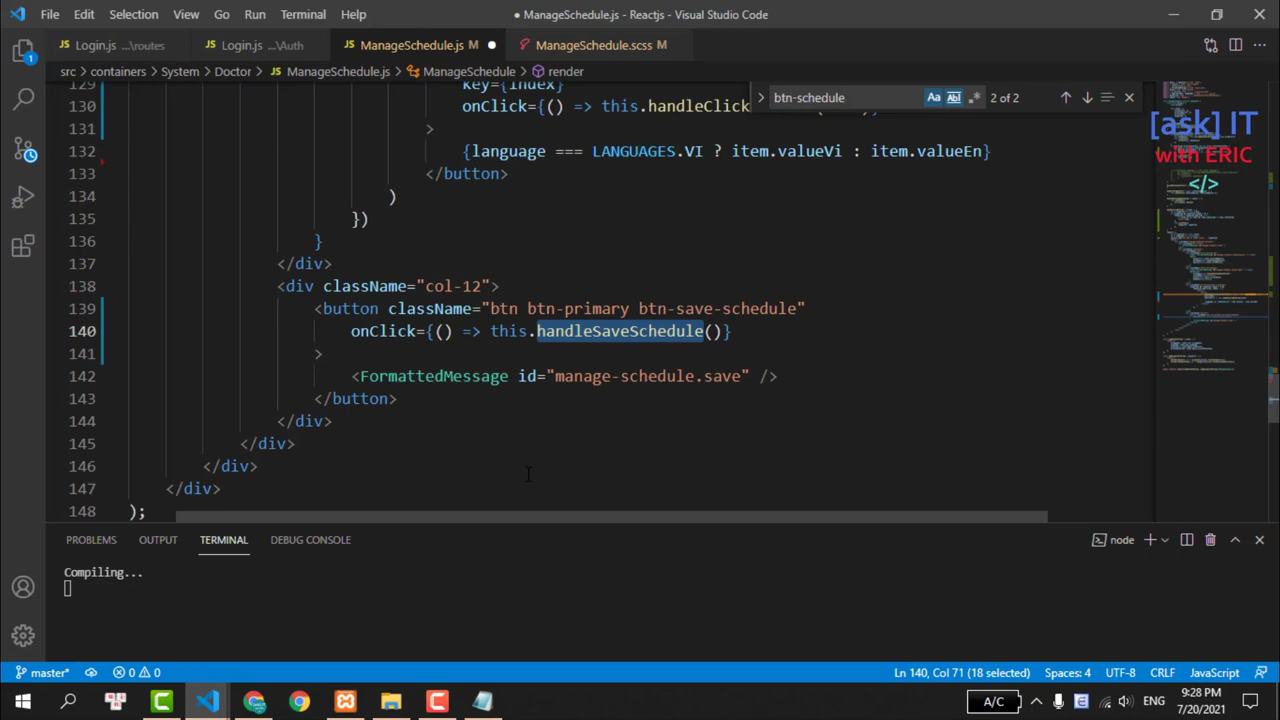 File Edit Selection View Go Run Terminal Help
● ManageSchedule.js - Reactjs - Visual Studio Code
JS Login.js ...\routes JS Login.js ...\Auth JS ManageSchedule.js M ● ManageSchedule.scss M
src > containers > System > Doctor > JS ManageSchedule.js > ManageSchedule > render
btn-schedule Aa Abl .* 2 of 2
[ask] IT
with ERIC
</>
129 key={index}
130 onClick={() => this.handleClick
131 >
132 {language === LANGUAGES.VI ? item.valueVi : item.valueEn}
133 </button>
134 )
135 })
136 }
137 </div>
138 <div className="col-12">
139 <button className="btn btn-primary btn-save-schedule"
140 onClick={() => this.handleSaveSchedule()}
141 >
142 <FormattedMessage id="manage-schedule.save" />
143 </button>
144 </div>
145 </div>
146 </div>
147 </div>
148 );
PROBLEMS OUTPUT TERMINAL DEBUG CONSOLE node
Compiling...
master* 0 0 Ln 140, Col 71 (18 selected) Spaces: 4 UTF-8 CRLF JavaScript
A/C ENG 9:28 PM
7/20/2021